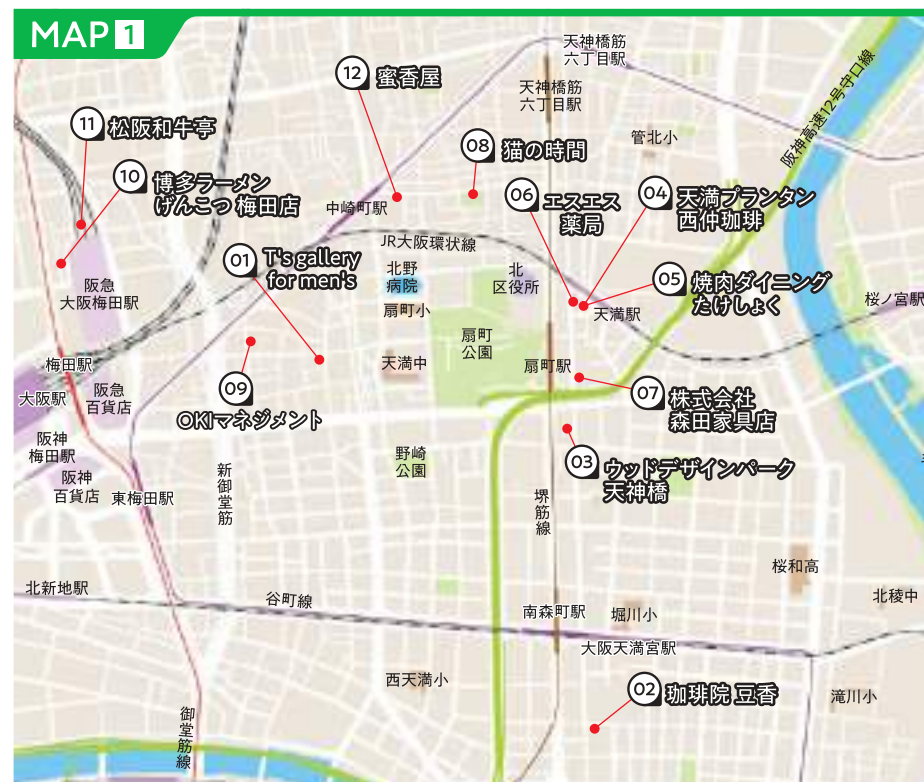 MAP 1
天神橋筋
六丁目駅
12 蜜香屋
天神橋筋
六丁目駅
阪神高速12号守口線
11 松阪和牛亭
管北小
08 猫の時間
10 博多ラーメン
げんこつ 梅田店
06 エスエス
薬局
04 天満プランタン
西仲珈琲
中崎町駅
JR大阪環状線
01 T's gallery
for men's
北野
病院
北
区役所
05 焼肉ダイニング
たけしょく
阪急
大阪梅田駅
扇町小
天満駅
桜ノ宮駅
扇町
公園
梅田駅
天満中
扇町駅
大阪駅
阪急
百貨店
09
OKIマネジメント
07 株式会社
森田家具店
阪神
梅田駅
野崎
公園
03 ウッドデザインパーク
天神橋
阪神
百貨店
東梅田駅
新御堂筋
堺筋線
桜和高
北新地駅
谷町線
北稜中
南森町駅
堀川小
大阪天満宮駅
西天満小
02 珈琲院 豆香
滝川小
御堂筋線